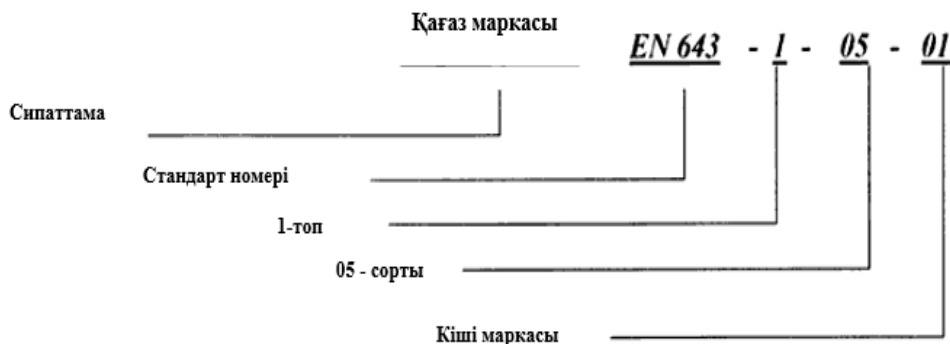 Қағаз маркасы
EN 643 - 1 - 05 - 01
Сипаттама
Стандарт номері
1-топ
05 - сорты
Кіші маркасы